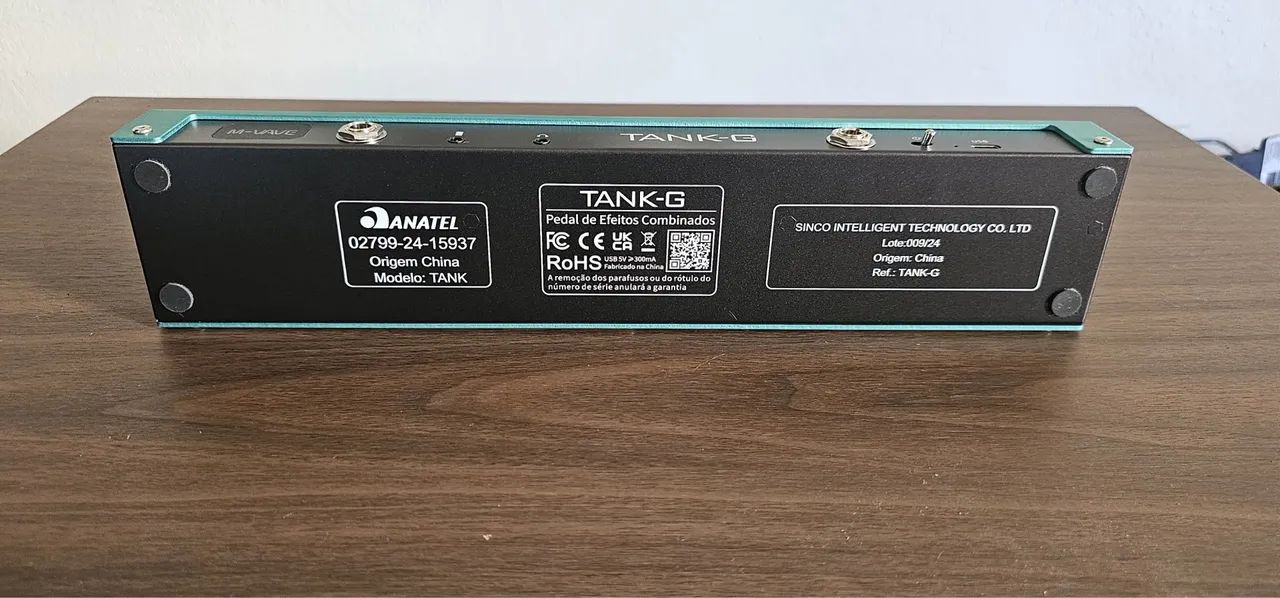 M-VAVE
TANK-G
ANATEL
02799-24-15937
Origem China
Modelo: TANK
TANK-G
Pedal de Efeitos Combinados
FC CE UK CA
RoHS USB 5V ⩾300mA
Fabricado na China
A remoção dos parafusos ou do rótulo do
número de série anulará a garantia
SINCO INTELLIGENT TECHNOLOGY CO. LTD
Lote:009/24
Origem: China
Ref.: TANK-G